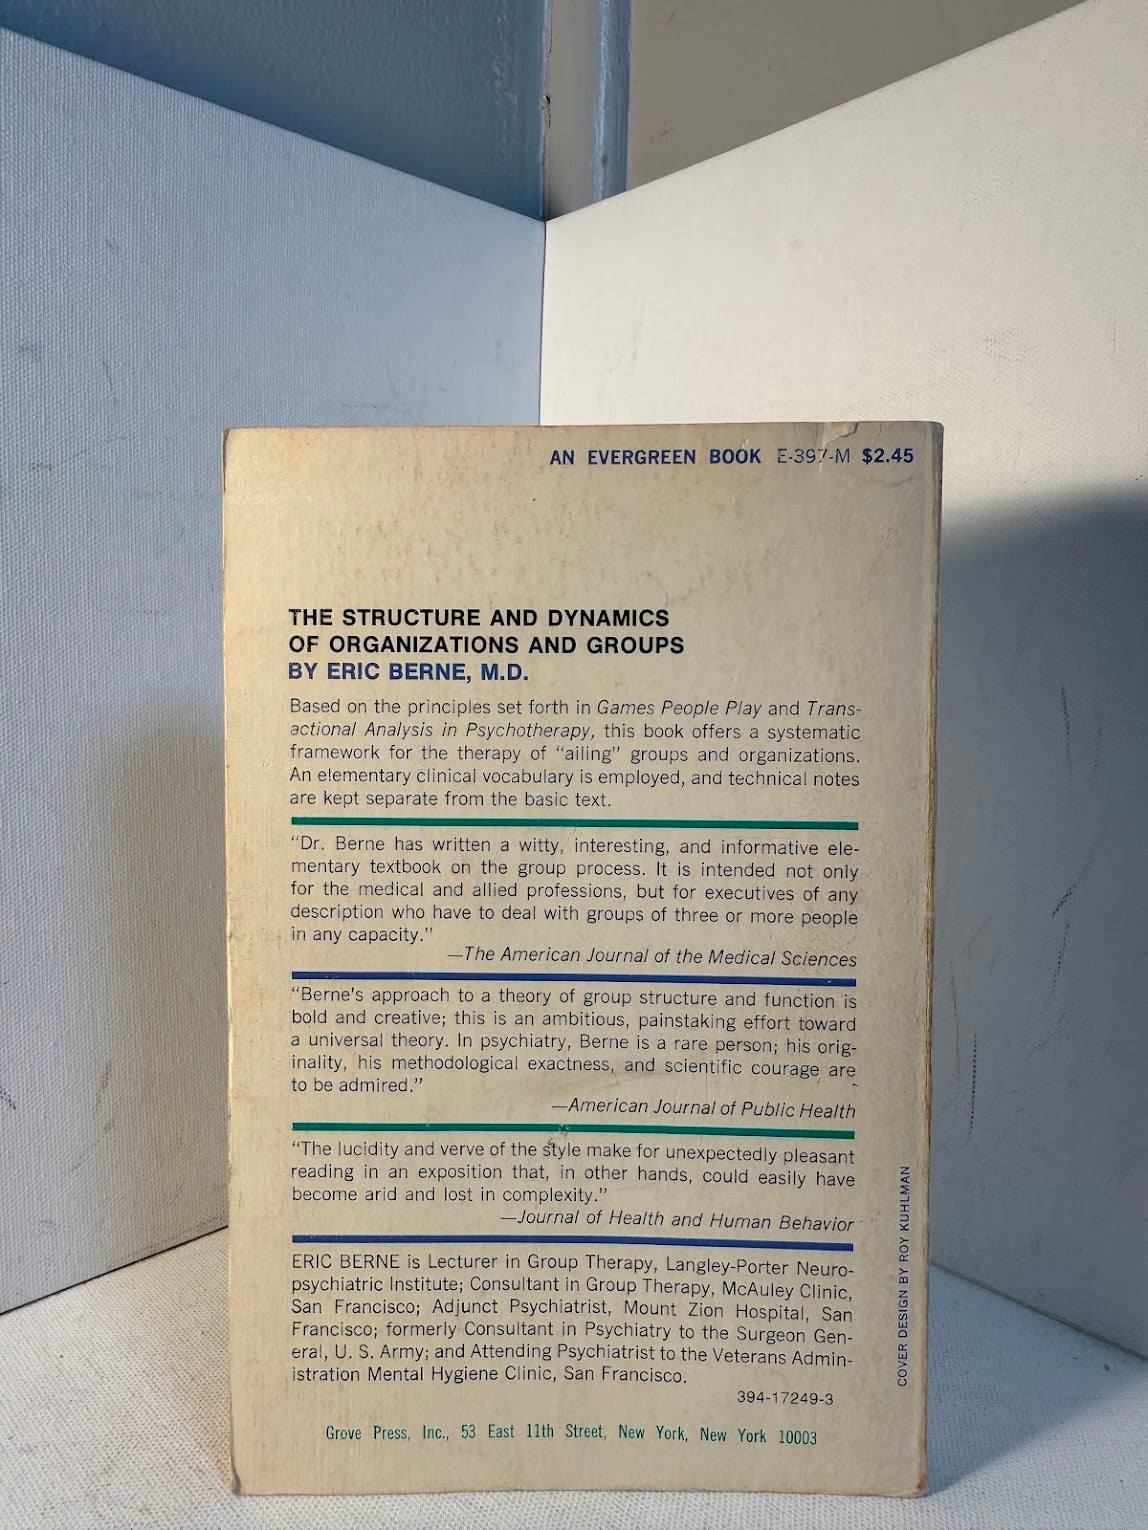 AN EVERGREEN BOOK E-397-M $2.45
THE STRUCTURE AND DYNAMICS
OF ORGANIZATIONS AND GROUPS
BY ERIC BERNE, M.D.
Based on the principles set forth in Games People Play and Trans-
actional Analysis in Psychotherapy, this book offers a systematic
framework for the therapy of “ailing” groups and organizations.
An elementary clinical vocabulary is employed, and technical notes
are kept separate from the basic text.
“Dr. Berne has written a witty, interesting, and informative ele-
mentary textbook on the group process. It is intended not only
for the medical and allied professions, but for executives of any
description who have to deal with groups of three or more people
in any capacity.”
—The American Journal of the Medical Sciences
“Berne's approach to a theory of group structure and function is
bold and creative; this is an ambitious, painstaking effort toward
a universal theory. In psychiatry, Berne is a rare person; his orig-
inality, his methodological exactness, and scientific courage are
to be admired.”
—American Journal of Public Health
“The lucidity and verve of the style make for unexpectedly pleasant
reading in an exposition that, in other hands, could easily have
become arid and lost in complexity.”
—Journal of Health and Human Behavior
ERIC BERNE is Lecturer in Group Therapy, Langley-Porter Neuro-
psychiatric Institute; Consultant in Group Therapy, McAuley Clinic,
San Francisco; Adjunct Psychiatrist, Mount Zion Hospital, San
Francisco; formerly Consultant in Psychiatry to the Surgeon Gen-
eral, U. S. Army; and Attending Psychiatrist to the Veterans Admin-
istration Mental Hygiene Clinic, San Francisco.
394-17249-3
Grove Press, Inc., 53 East 11th Street, New York, New York 10003
COVER DESIGN BY ROY KUHLMAN